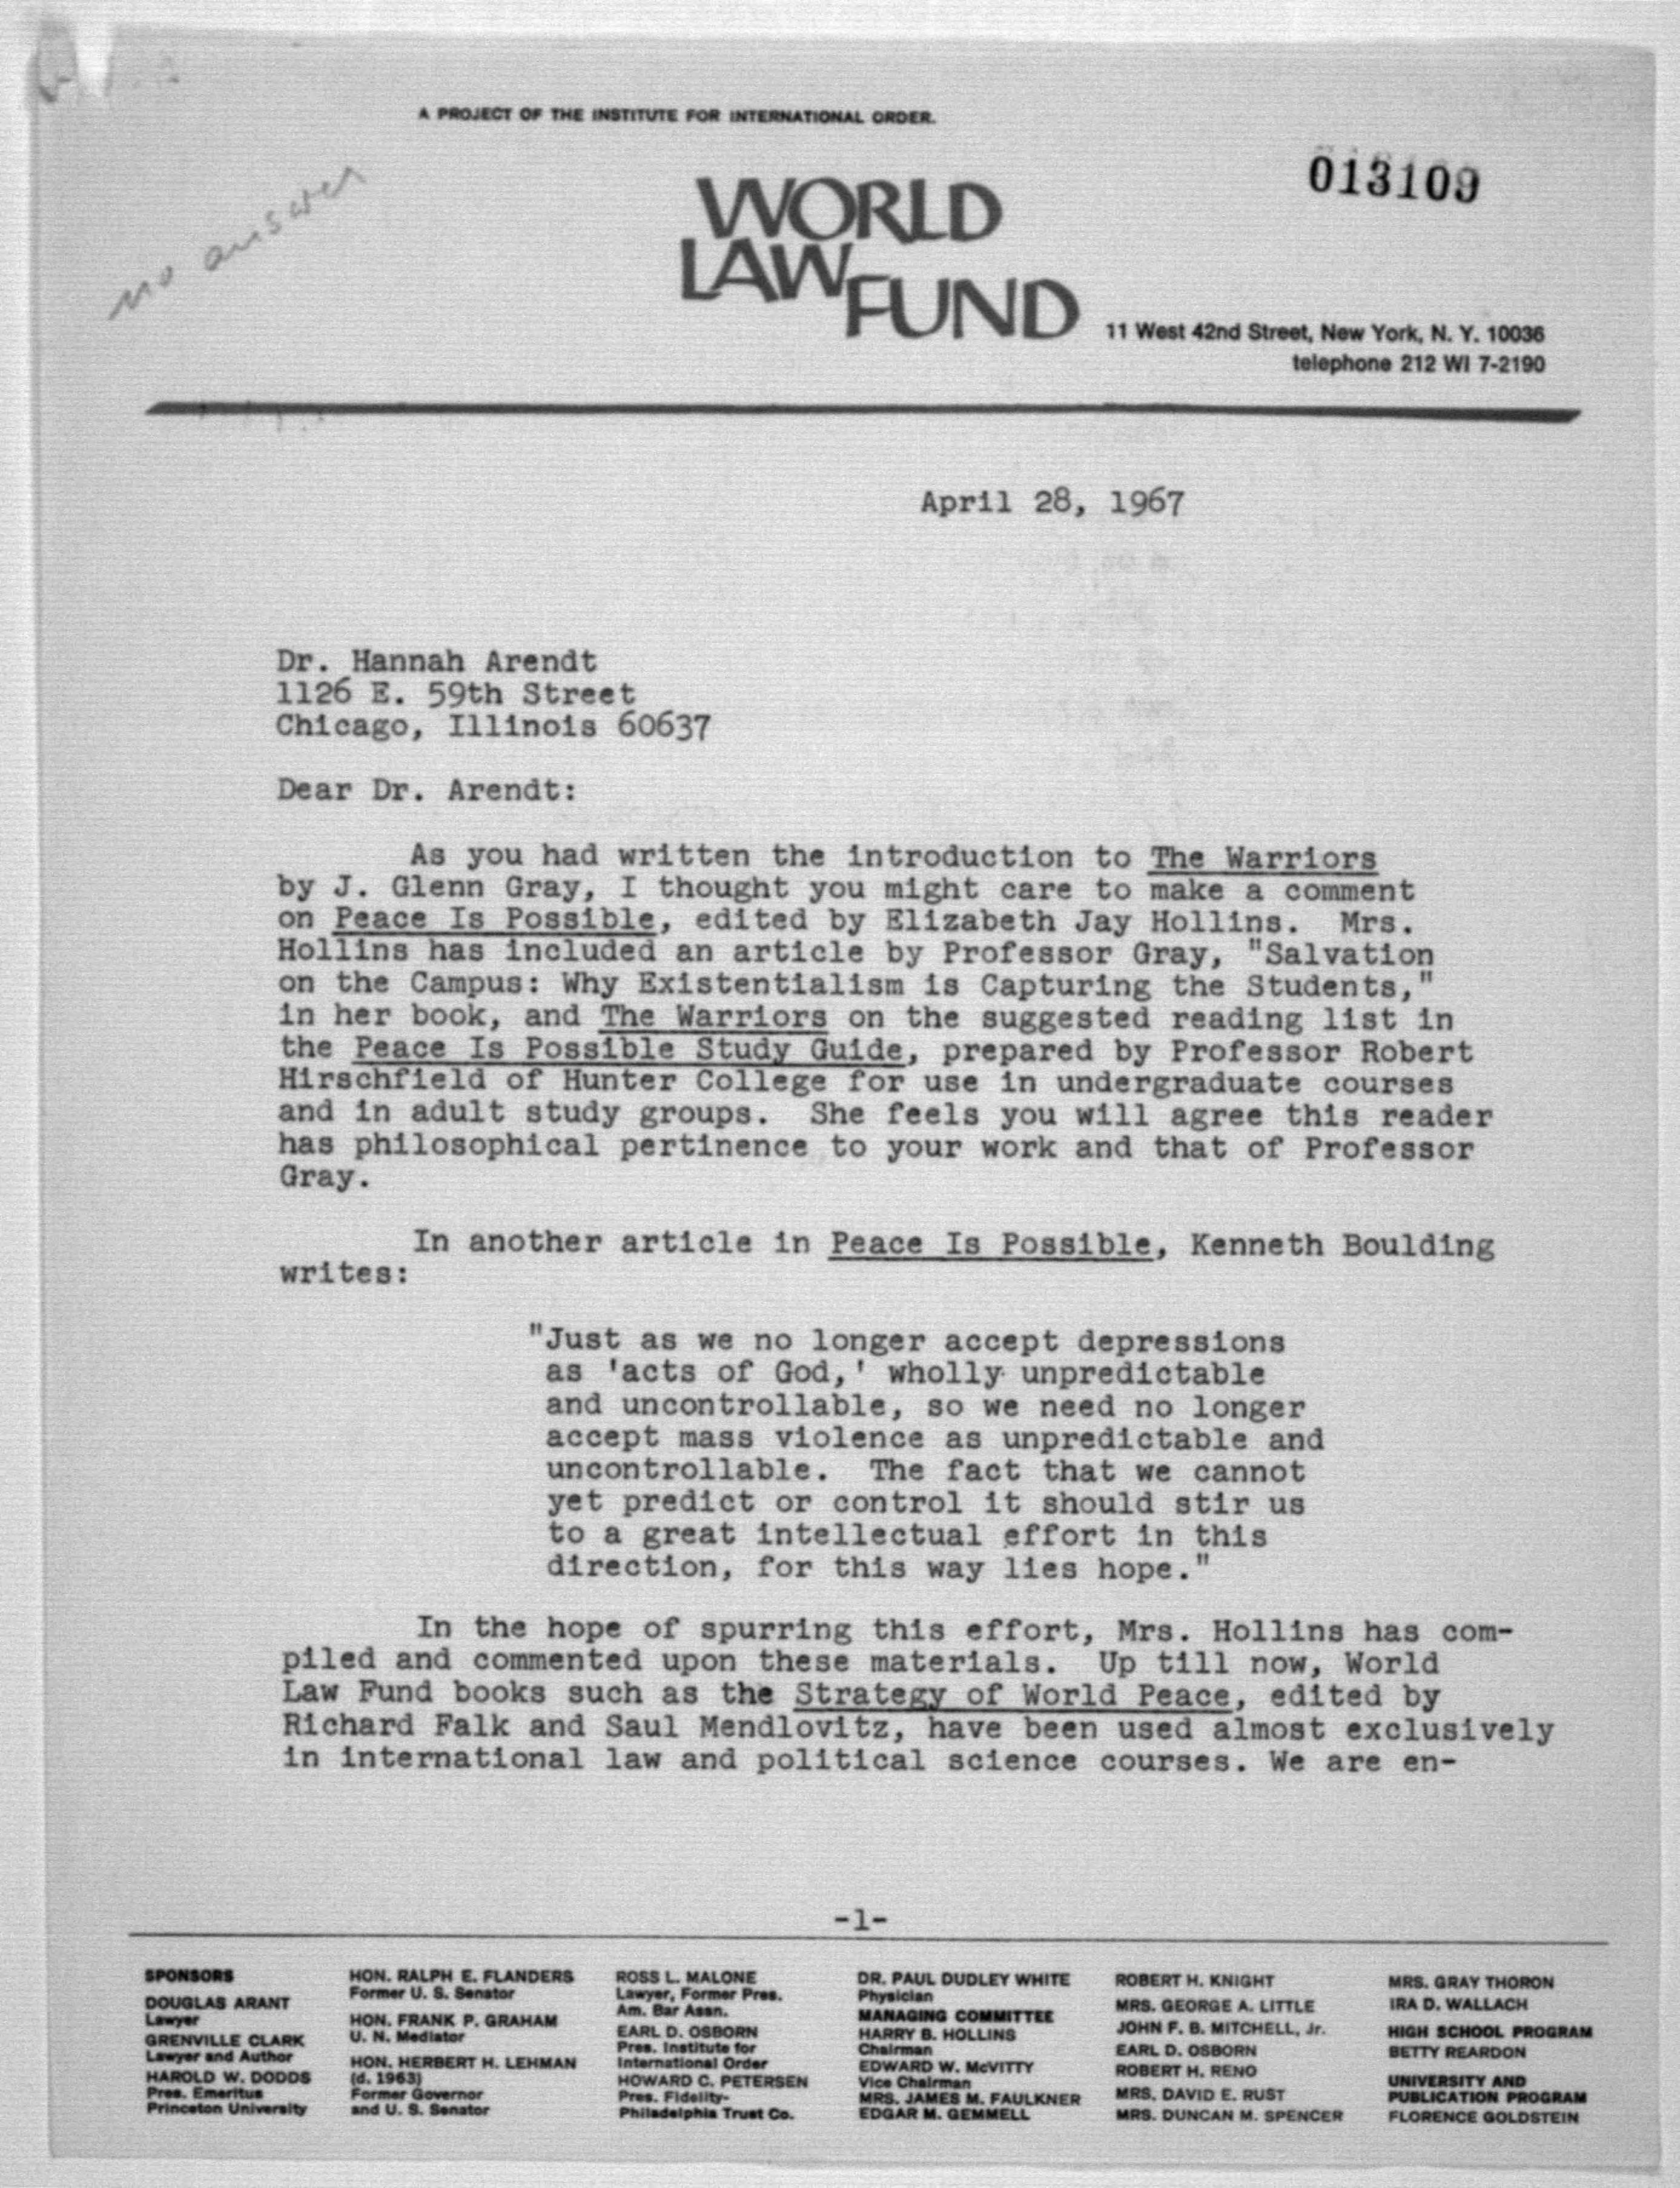 A PROJECT OF THE INSTITUTE FOR INTERNATIONAL ORDER.
013109
no answer
WORLD
LAW
FUND
11 West 42nd Street, New York, N. Y. 10036
telephone 212 WI 7-2190
April 28, 1967
Dr. Hannah Arendt
1126 E. 59th Street
Chicago, Illinois 60637
Dear Dr. Arendt:
As you had written the introduction to The Warriors
by J. Glenn Gray, I thought you might care to make a comment
on Peace Is Possible, edited by Elizabeth Jay Hollins. Mrs.
Hollins has included an article by Professor Gray, "Salvation
on the Campus: Why Existentialism is Capturing the Students,"
in her book, and The Warriors on the suggested reading list in
the Peace Is Possible Study Guide, prepared by Professor Robert
Hirschfield of Hunter College for use in undergraduate courses
and in adult study groups. She feels you will agree this reader
has philosophical pertinence to your work and that of Professor
Gray.
In another article in Peace Is Possible, Kenneth Boulding
writes:
"Just as we no longer accept depressions
as 'acts of God,' wholly unpredictable
and uncontrollable, so we need no longer
accept mass violence as unpredictable and
uncontrollable. The fact that we cannot
yet predict or control it should stir us
to a great intellectual effort in this
direction, for this way lies hope."
In the hope of spurring this effort, Mrs. Hollins has com-
piled and commented upon these materials. Up till now, World
Law Fund books such as the Strategy of World Peace, edited by
Richard Falk and Saul Mendlovitz, have been used almost exclusively
in international law and political science courses. We are en-
-1-
SPONSORS
DOUGLAS ARANT
Lawyer
GRENVILLE CLARK
Lawyer and Author
HAROLD W. DODDS
Pres. Emeritus
Princeton University
HON. RALPH E. FLANDERS
Former U. S. Senator
HON. FRANK P. GRAHAM
U. N. Mediator
HON. HERBERT H. LEHMAN
(d. 1963)
Former Governor
and U. S. Senator
ROSS L. MALONE
Lawyer, Former Pres.
Am. Bar Assn.
EARL D. OSBORN
Pres. Institute for
International Order
HOWARD C. PETERSEN
Pres. Fidelity-
Philadelphia Trust Co.
DR. PAUL DUDLEY WHITE
Physician
MANAGING COMMITTEE
HARRY B. HOLLINS
Chairman
EDWARD W. McVITTY
Vice Chairman
MRS. JAMES M. FAULKNER
EDGAR M. GEMMELL
ROBERT H. KNIGHT
MRS. GEORGE A. LITTLE
JOHN F. B. MITCHELL, Jr.
EARL D. OSBORN
ROBERT H. RENO
MRS. DAVID E. RUST
MRS. DUNCAN M. SPENCER
MRS. GRAY THORON
IRA D. WALLACH
HIGH SCHOOL PROGRAM
BETTY REARDON
UNIVERSITY AND
PUBLICATION PROGRAM
FLORENCE GOLDSTEIN